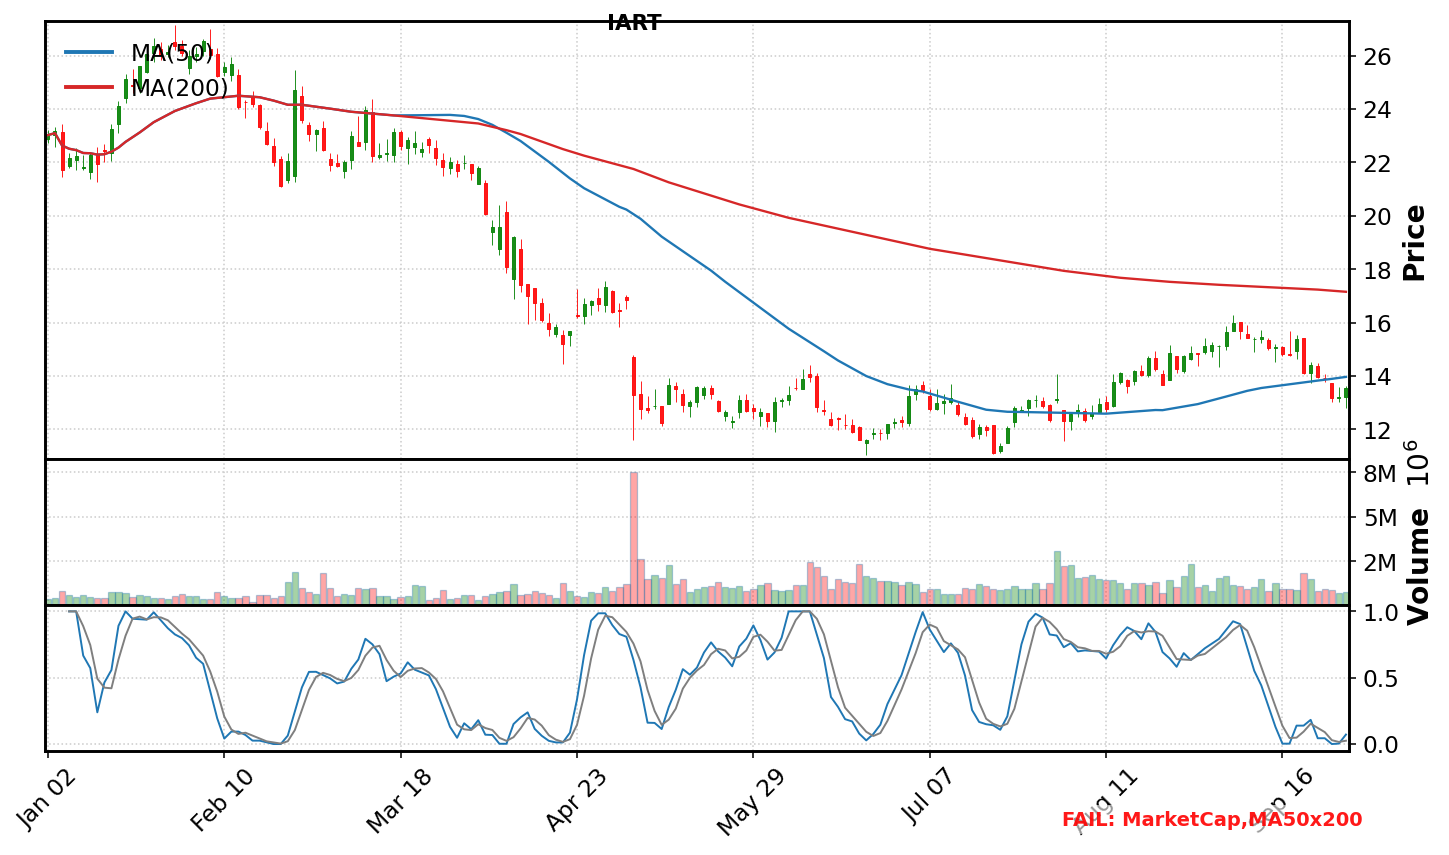 IART
MA(50)
MA(200)
26
24
22
20
18
16
14
12
Price
8M
5M
2M
Volume 10^6
1.0
0.5
0.0
Jan 02
Feb 10
Mar 18
Apr 23
May 29
Jul 07
Aug 11
Sep 16
FAIL: MarketCap,MA50x200